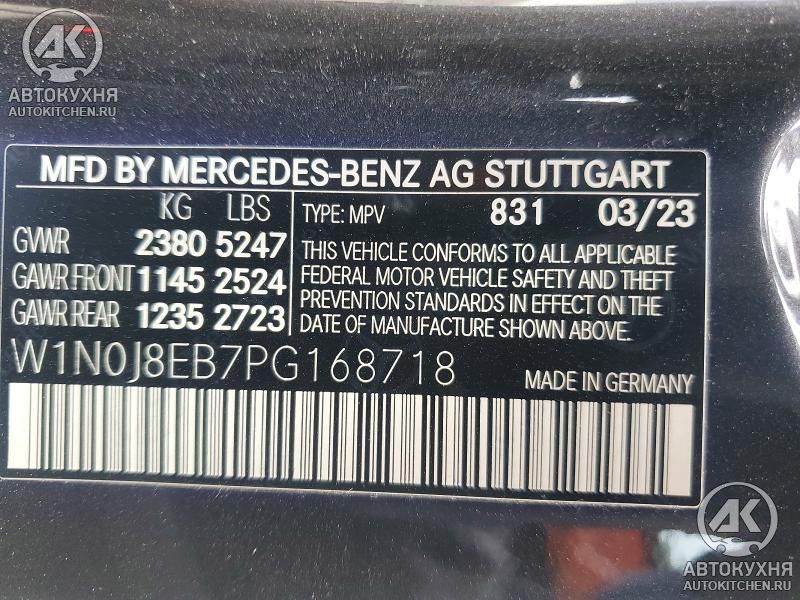 AK
АВТОКУХНЯ
AUTOKITCHEN.RU
MFD BY MERCEDES-BENZ AG STUTTGART
KG LBS
TYPE: MPV 831 03/23
GVWR 2380 5247
GAWR FRONT 1145 2524
GAWR REAR 1235 2723
THIS VEHICLE CONFORMS TO ALL APPLICABLE
FEDERAL MOTOR VEHICLE SAFETY AND THEFT
PREVENTION STANDARDS IN EFFECT ON THE
DATE OF MANUFACTURE SHOWN ABOVE.
W1N0J8EB7PG168718
MADE IN GERMANY
AK
АВТОКУХНЯ
AUTOKITCHEN.RU